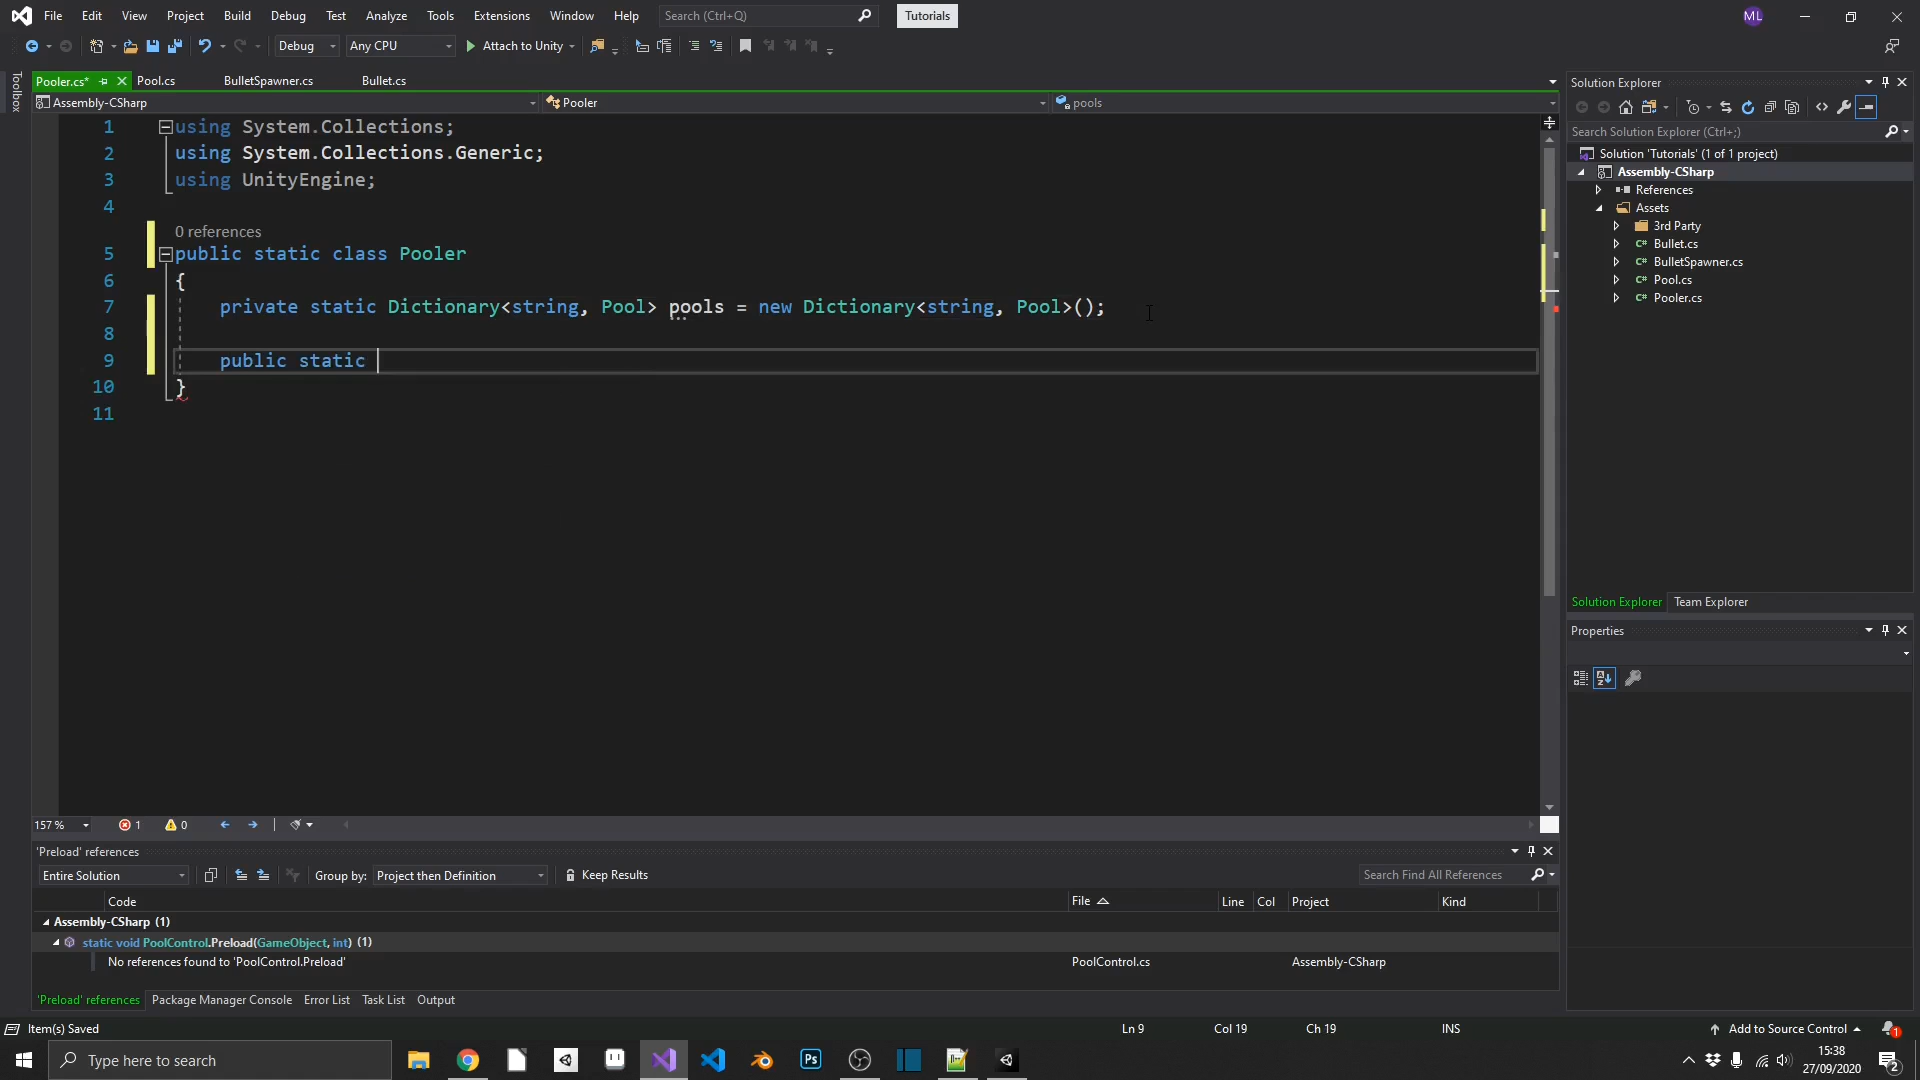 File Edit View Project Build Debug Test Analyze Tools Extensions Window Help Search (Ctrl+Q) Tutorials ML
Debug Any CPU Attach to Unity
Toolbox
Pooler.cs* Pool.cs BulletSpawner.cs Bullet.cs
Assembly-CSharp Pooler pools
1 using System.Collections;
2 using System.Collections.Generic;
3 using UnityEngine;
4
0 references
5 public static class Pooler
6 {
7 private static Dictionary<string, Pool> pools = new Dictionary<string, Pool>();
8
9 public static
10 }
11
157 % 1 0
Solution Explorer
Search Solution Explorer (Ctrl+;)
Solution 'Tutorials' (1 of 1 project)
Assembly-CSharp
References
Assets
3rd Party
C# Bullet.cs
C# BulletSpawner.cs
C# Pool.cs
C# Pooler.cs
Solution Explorer Team Explorer
Properties
'Preload' references
Entire Solution Group by: Project then Definition Keep Results Search Find All References
Code File Line Col Project Kind
Assembly-CSharp (1)
static void PoolControl.Preload(GameObject, int) (1)
No references found to 'PoolControl.Preload' PoolControl.cs Assembly-CSharp
'Preload' references Package Manager Console Error List Task List Output
Item(s) Saved Ln 9 Col 19 Ch 19 INS Add to Source Control 1
Type here to search Ps 15:38
27/09/2020 2